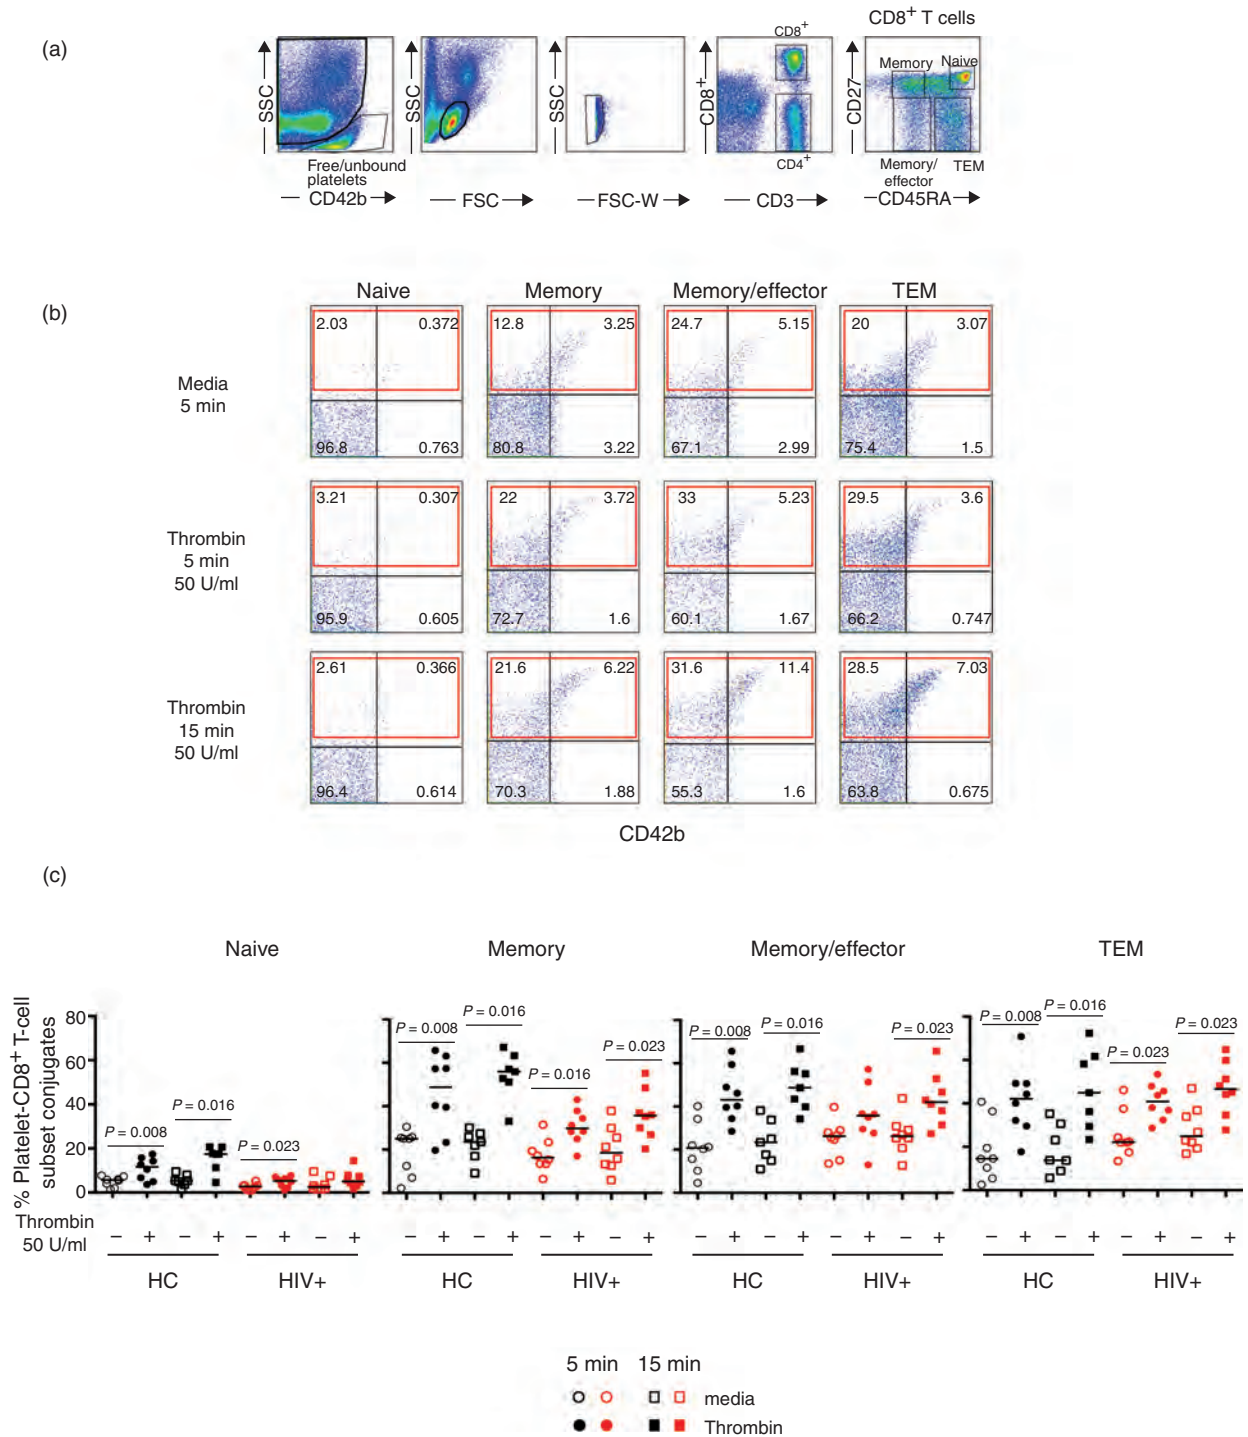 (a)
CD8+ T cells
SSC
SSC
SSC
CD8+
CD27
CD8+
CD4+
Memory
Naive
Memory/
effector
TEM
Free/unbound
platelets
CD42b
FSC
FSC-W
CD3
CD45RA
(b)
Naive Memory Memory/effector TEM
Media
5 min
2.03 0.372 12.8 3.25 24.7 5.15 20 3.07
96.8 0.763 80.8 3.22 67.1 2.99 75.4 1.5
Thrombin
5 min
50 U/ml
3.21 0.307 22 3.72 33 5.23 29.5 3.6
95.9 0.605 72.7 1.6 60.1 1.67 66.2 0.747
Thrombin
15 min
50 U/ml
2.61 0.366 21.6 6.22 31.6 11.4 28.5 7.03
96.4 0.614 70.3 1.88 55.3 1.6 63.8 0.675
CD42b
(c)
Naive Memory Memory/effector TEM
% Platelet-CD8+ T-cell
subset conjugates
80
60
40
20
0
P = 0.008
P = 0.016
P = 0.023
P = 0.008
P = 0.016
P = 0.016
P = 0.023
P = 0.008
P = 0.016
P = 0.023
P = 0.008
P = 0.016
P = 0.023
P = 0.023
Thrombin
50 U/ml
− + − + − + − + − + − + − + − + − + − + − + − + − + − + − + − +
HC HIV+ HC HIV+ HC HIV+ HC HIV+
5 min 15 min
media
Thrombin